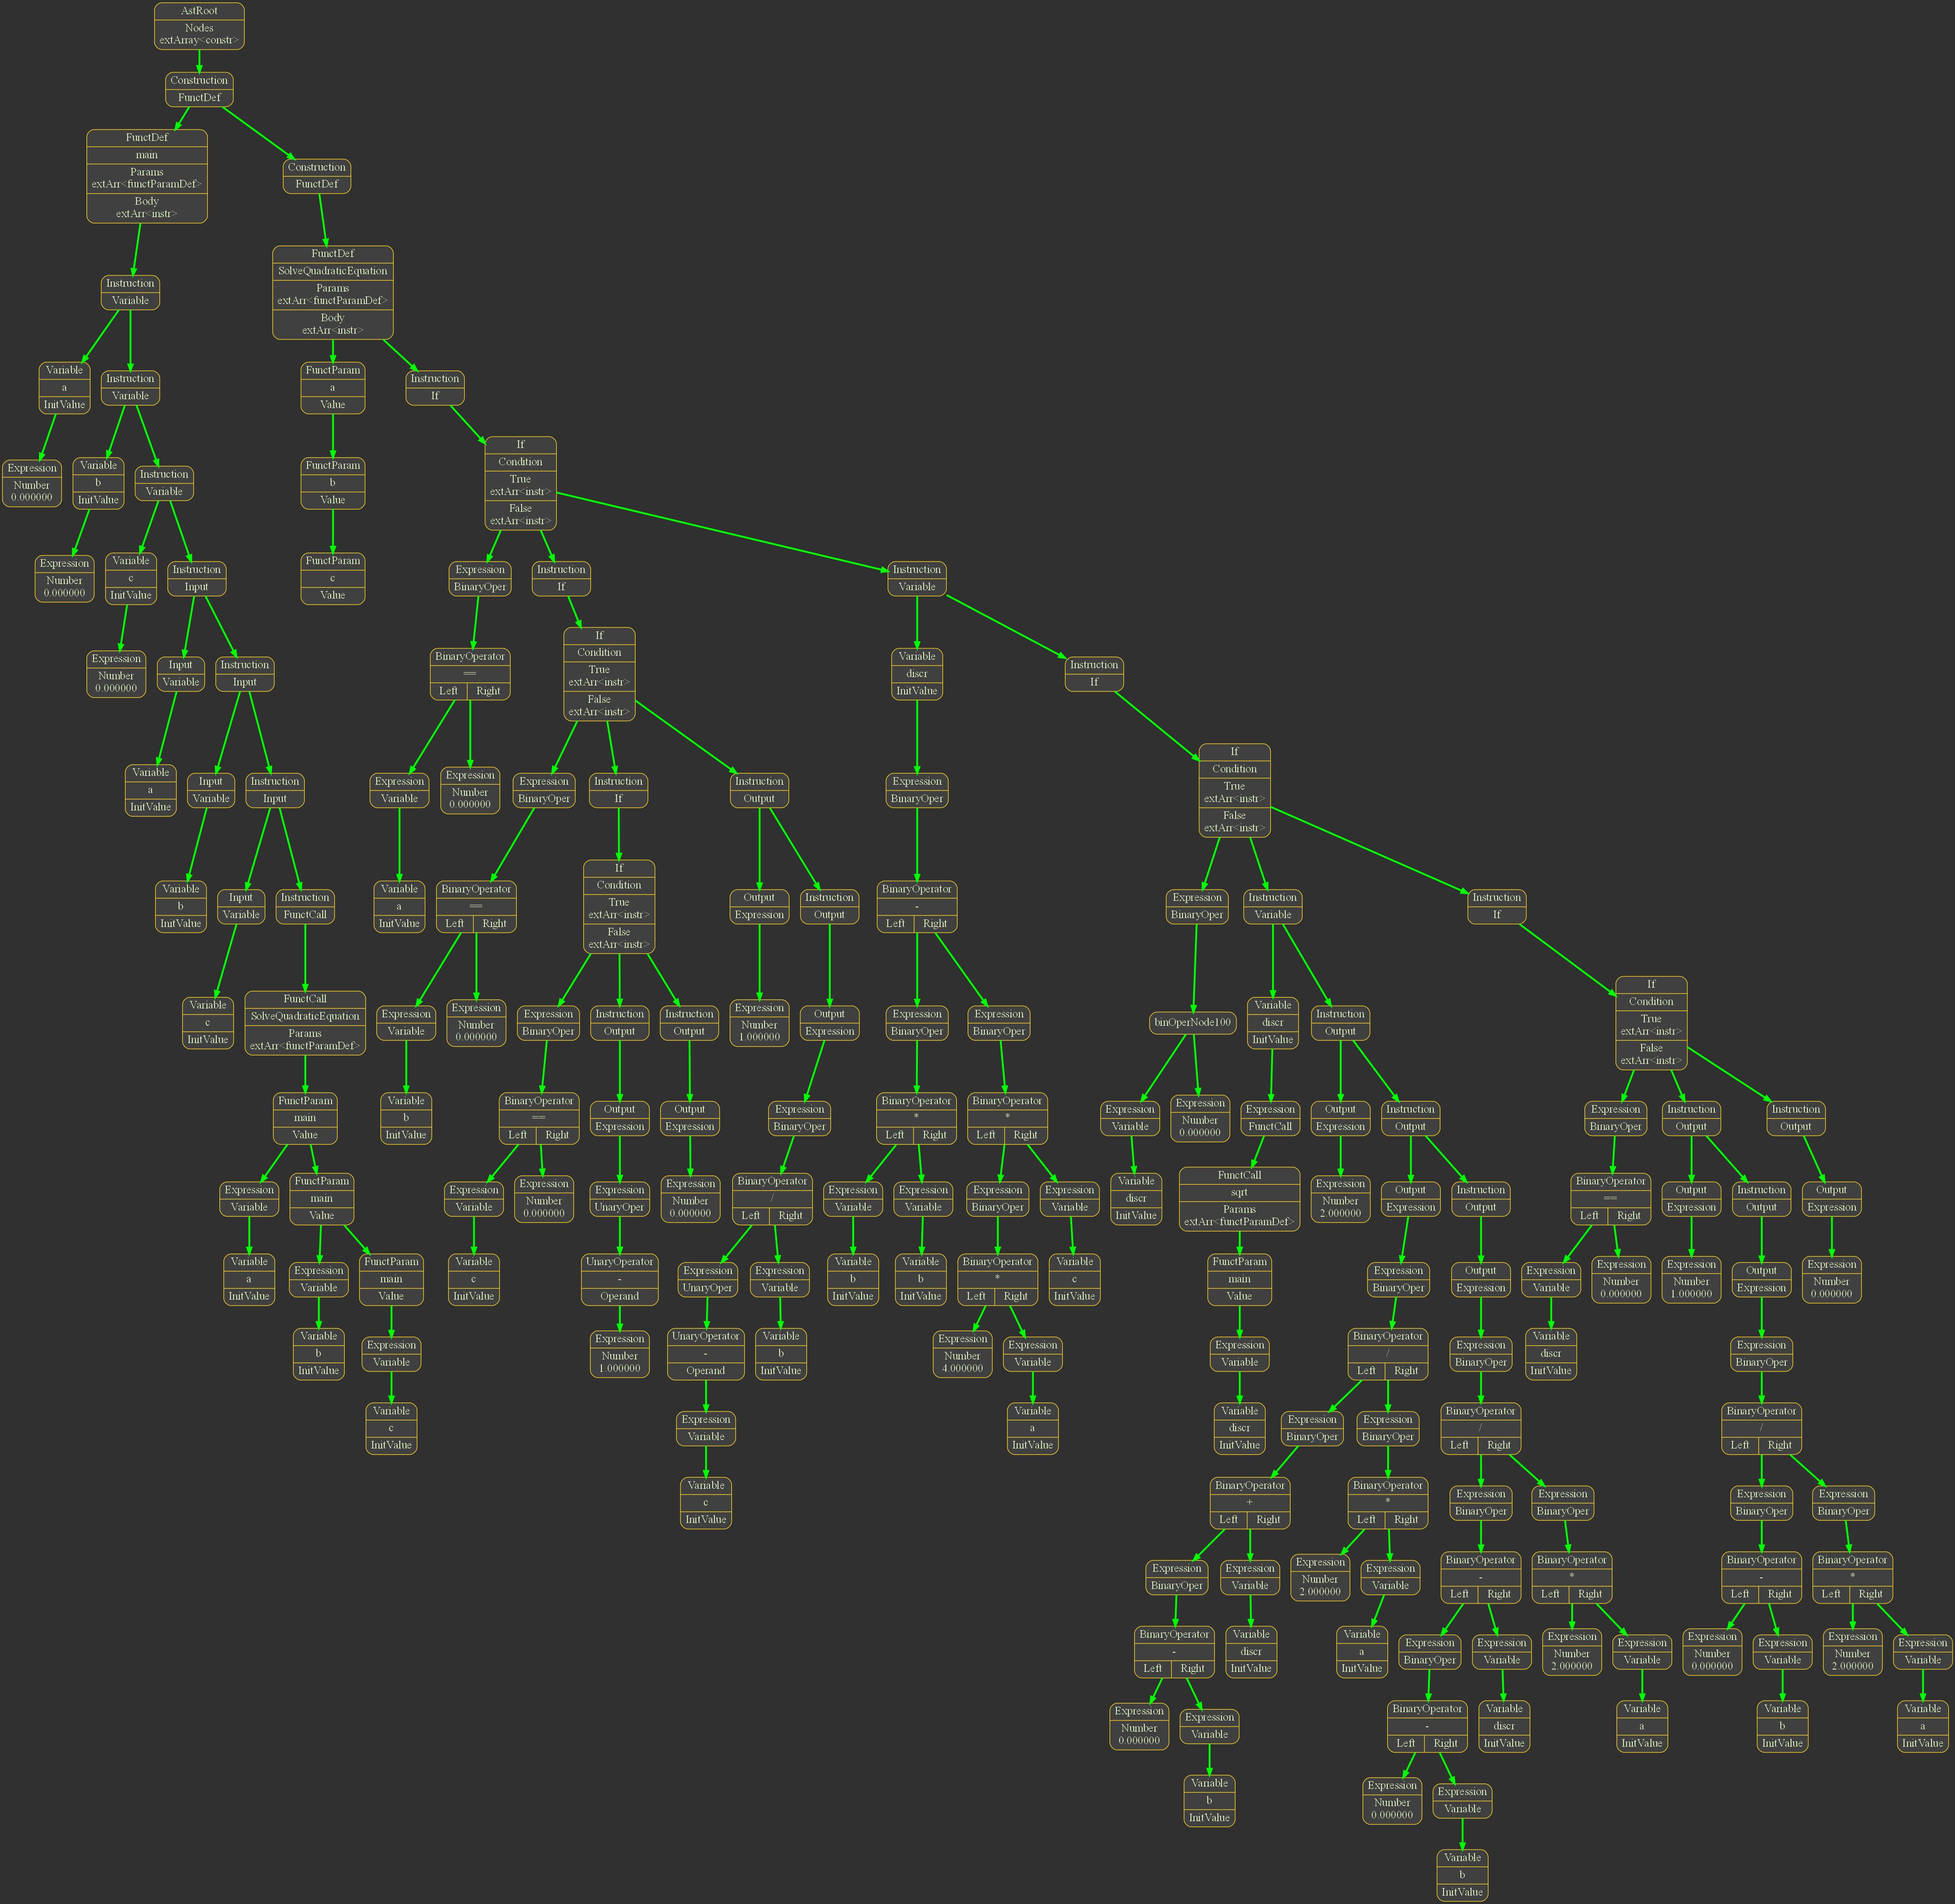 AstRoot
Nodes
extArray<constr>
Construction
FunctDef
FunctDef
main
Params
extArr<functParamDef>
Body
extArr<instr>
Construction
FunctDef
FunctDef
SolveQuadraticEquation
Params
extArr<functParamDef>
Body
extArr<instr>
Instruction
Variable
Variable
a
InitValue
Instruction
Variable
FunctParam
a
Value
Instruction
If
Expression
Number
0.000000
Variable
b
InitValue
Instruction
Variable
FunctParam
b
Value
If
Condition
True
extArr<instr>
False
extArr<instr>
Expression
Number
0.000000
Variable
c
InitValue
Instruction
Input
FunctParam
c
Value
Expression
BinaryOper
Instruction
If
Instruction
Variable
Expression
Number
0.000000
Input
Variable
Instruction
Input
BinaryOperator
==
Left
Right
If
Condition
True
extArr<instr>
False
extArr<instr>
Variable
discr
InitValue
Instruction
If
Variable
a
InitValue
Input
Variable
Instruction
Input
Expression
Variable
Expression
Number
0.000000
Expression
BinaryOper
Instruction
If
Instruction
Output
Expression
BinaryOper
If
Condition
True
extArr<instr>
False
extArr<instr>
Variable
b
InitValue
Input
Variable
Instruction
FunctCall
Variable
a
InitValue
BinaryOperator
==
Left
Right
If
Condition
True
extArr<instr>
False
extArr<instr>
Output
Expression
Instruction
Output
BinaryOperator
-
Left
Right
Expression
BinaryOper
Instruction
Variable
Instruction
If
Variable
c
InitValue
FunctCall
SolveQuadraticEquation
Params
extArr<functParamDef>
Expression
Variable
Expression
Number
0.000000
Expression
BinaryOper
Instruction
Output
Instruction
Output
Expression
Number
1.000000
Output
Expression
Expression
BinaryOper
Expression
BinaryOper
binOperNode100
Variable
discr
InitValue
Instruction
Output
If
Condition
True
extArr<instr>
False
extArr<instr>
FunctParam
main
Value
Variable
b
InitValue
BinaryOperator
==
Left
Right
Output
Expression
Output
Expression
Expression
BinaryOper
BinaryOperator
*
Left
Right
BinaryOperator
*
Left
Right
Expression
Variable
Expression
Number
0.000000
Expression
FunctCall
Output
Expression
Instruction
Output
Expression
BinaryOper
Instruction
Output
Instruction
Output
Expression
Variable
FunctParam
main
Value
Expression
Variable
Expression
Number
0.000000
Expression
UnaryOper
Expression
Number
0.000000
BinaryOperator
/
Left
Right
Expression
Variable
Expression
Variable
Expression
BinaryOper
Expression
Variable
Variable
discr
InitValue
FunctCall
sqrt
Params
extArr<functParamDef>
Expression
Number
2.000000
Output
Expression
Instruction
Output
BinaryOperator
==
Left
Right
Output
Expression
Instruction
Output
Output
Expression
Variable
a
InitValue
Expression
Variable
FunctParam
main
Value
Variable
c
InitValue
UnaryOperator
-
Operand
Expression
UnaryOper
Expression
Variable
Variable
b
InitValue
Variable
b
InitValue
BinaryOperator
*
Left
Right
Variable
c
InitValue
FunctParam
main
Value
Expression
BinaryOper
Output
Expression
Expression
Variable
Expression
Number
0.000000
Expression
Number
1.000000
Output
Expression
Expression
Number
0.000000
Variable
b
InitValue
Expression
Variable
Expression
Number
1.000000
UnaryOperator
-
Operand
Variable
b
InitValue
Expression
Number
4.000000
Expression
Variable
Expression
Variable
BinaryOperator
/
Left
Right
Expression
BinaryOper
Variable
discr
InitValue
Expression
BinaryOper
Variable
c
InitValue
Expression
Variable
Variable
a
InitValue
Variable
discr
InitValue
Expression
BinaryOper
Expression
BinaryOper
BinaryOperator
/
Left
Right
BinaryOperator
/
Left
Right
Variable
c
InitValue
BinaryOperator
+
Left
Right
BinaryOperator
*
Left
Right
Expression
BinaryOper
Expression
BinaryOper
Expression
BinaryOper
Expression
BinaryOper
Expression
BinaryOper
Expression
Variable
Expression
Number
2.000000
Expression
Variable
BinaryOperator
-
Left
Right
BinaryOperator
*
Left
Right
BinaryOperator
-
Left
Right
BinaryOperator
*
Left
Right
BinaryOperator
-
Left
Right
Variable
discr
InitValue
Variable
a
InitValue
Expression
BinaryOper
Expression
Variable
Expression
Number
2.000000
Expression
Variable
Expression
Number
0.000000
Expression
Variable
Expression
Number
2.000000
Expression
Variable
Expression
Number
0.000000
Expression
Variable
BinaryOperator
-
Left
Right
Variable
discr
InitValue
Variable
a
InitValue
Variable
b
InitValue
Variable
a
InitValue
Variable
b
InitValue
Expression
Number
0.000000
Expression
Variable
Variable
b
InitValue